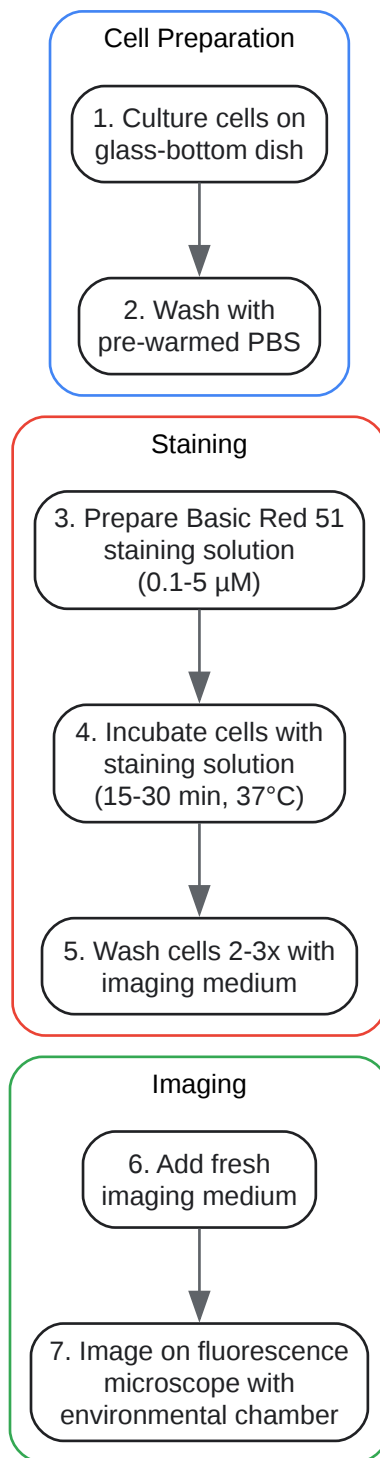 Cell Preparation
1. Culture cells on
glass-bottom dish
2. Wash with
pre-warmed PBS
Staining
3. Prepare Basic Red 51
staining solution
(0.1-5 µM)
4. Incubate cells with
staining solution
(15-30 min, 37°C)
5. Wash cells 2-3x with
imaging medium
Imaging
6. Add fresh
imaging medium
7. Image on fluorescence
microscope with
environmental chamber